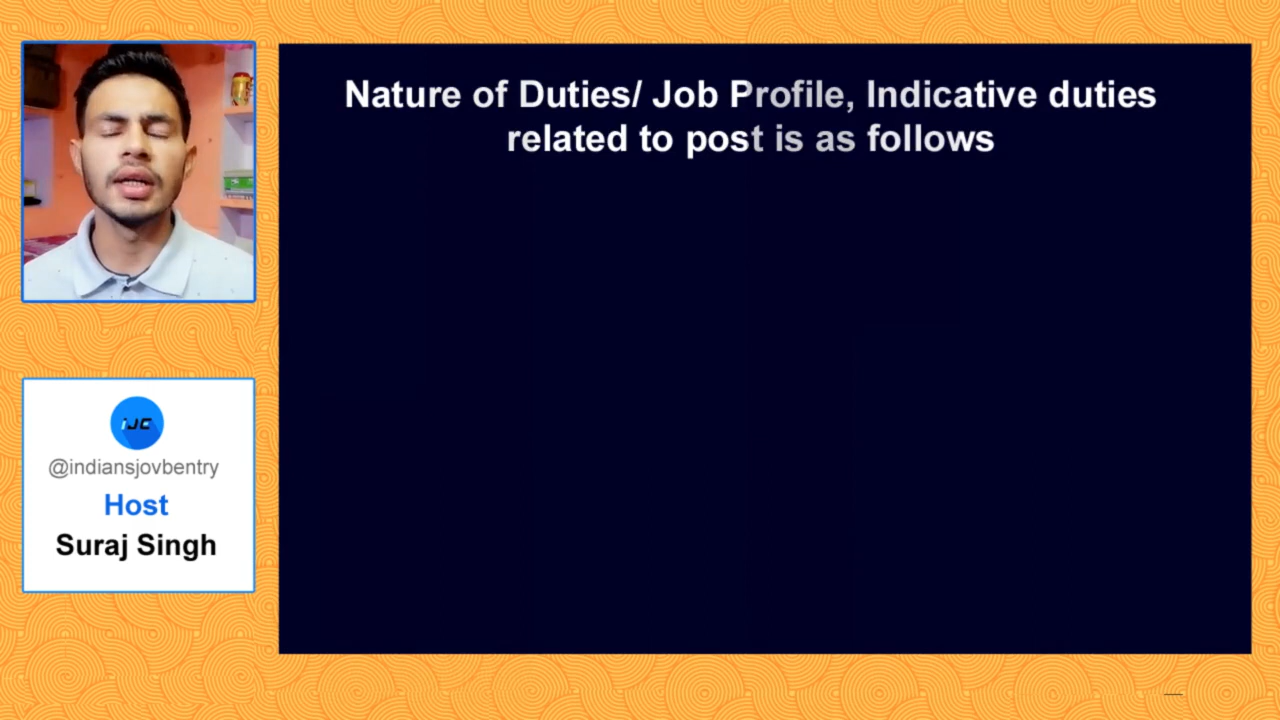 Nature of Duties/ Job Profile, Indicative duties
related to post is as follows
iJC
@indiansjovbentry
Host
Suraj Singh